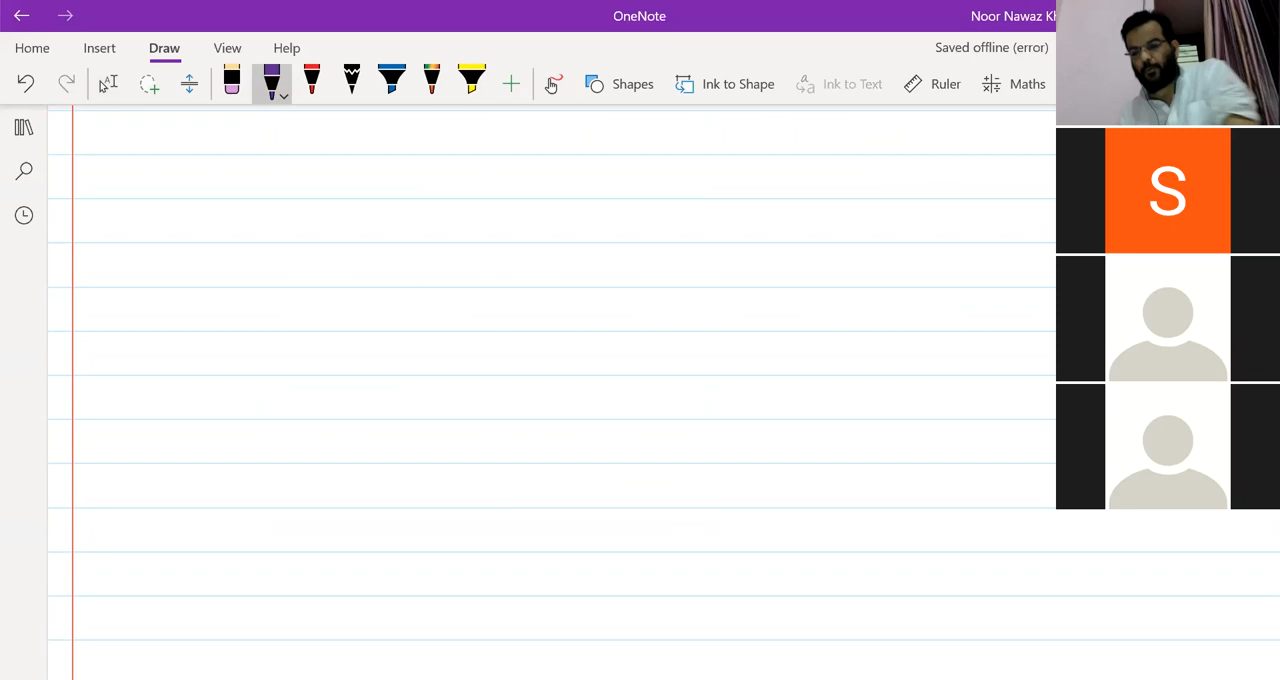 OneNote
Noor Nawaz Kh
Home Insert Draw View Help
Saved offline (error)
Shapes Ink to Shape Ink to Text Ruler Maths
S